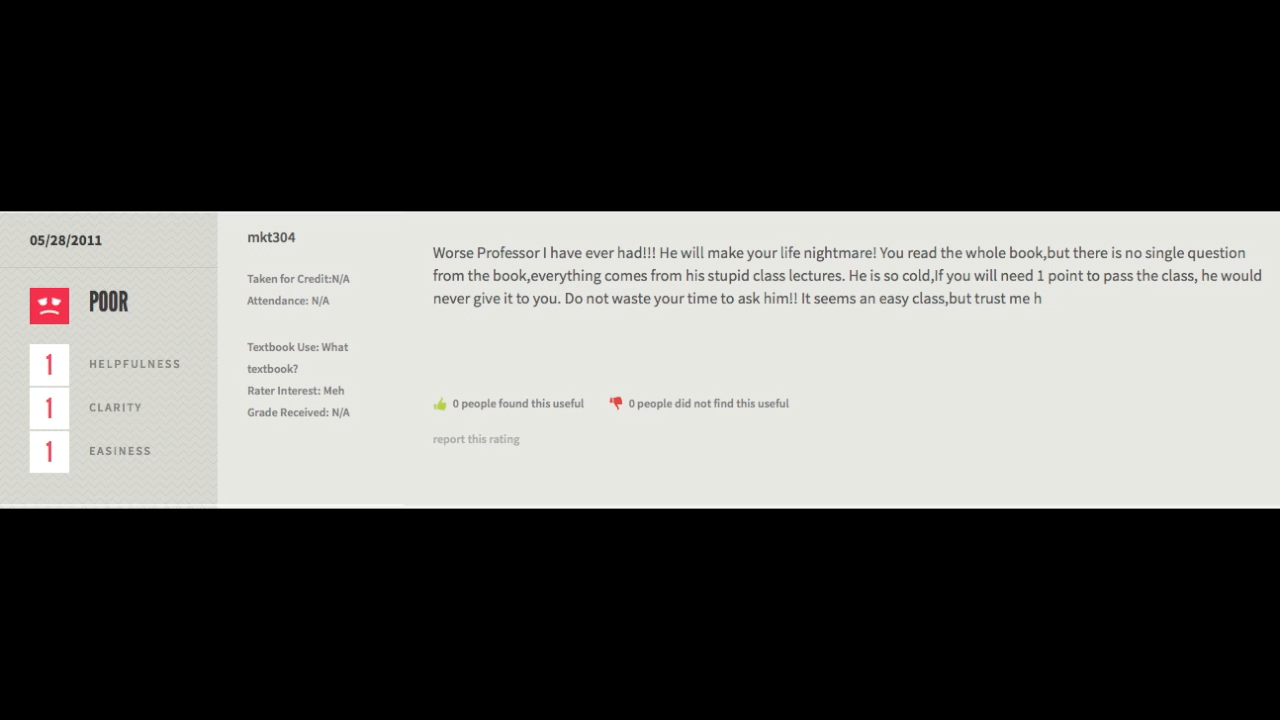 05/28/2011
POOR
1 HELPFULNESS
1 CLARITY
1 EASINESS
mkt304
Taken for Credit:N/A
Attendance: N/A
Textbook Use: What
textbook?
Rater Interest: Meh
Grade Received: N/A
Worse Professor I have ever had!!! He will make your life nightmare! You read the whole book,but there is no single question
from the book,everything comes from his stupid class lectures. He is so cold,If you will need 1 point to pass the class, he would
never give it to you. Do not waste your time to ask him!! It seems an easy class,but trust me h
0 people found this useful 0 people did not find this useful
report this rating